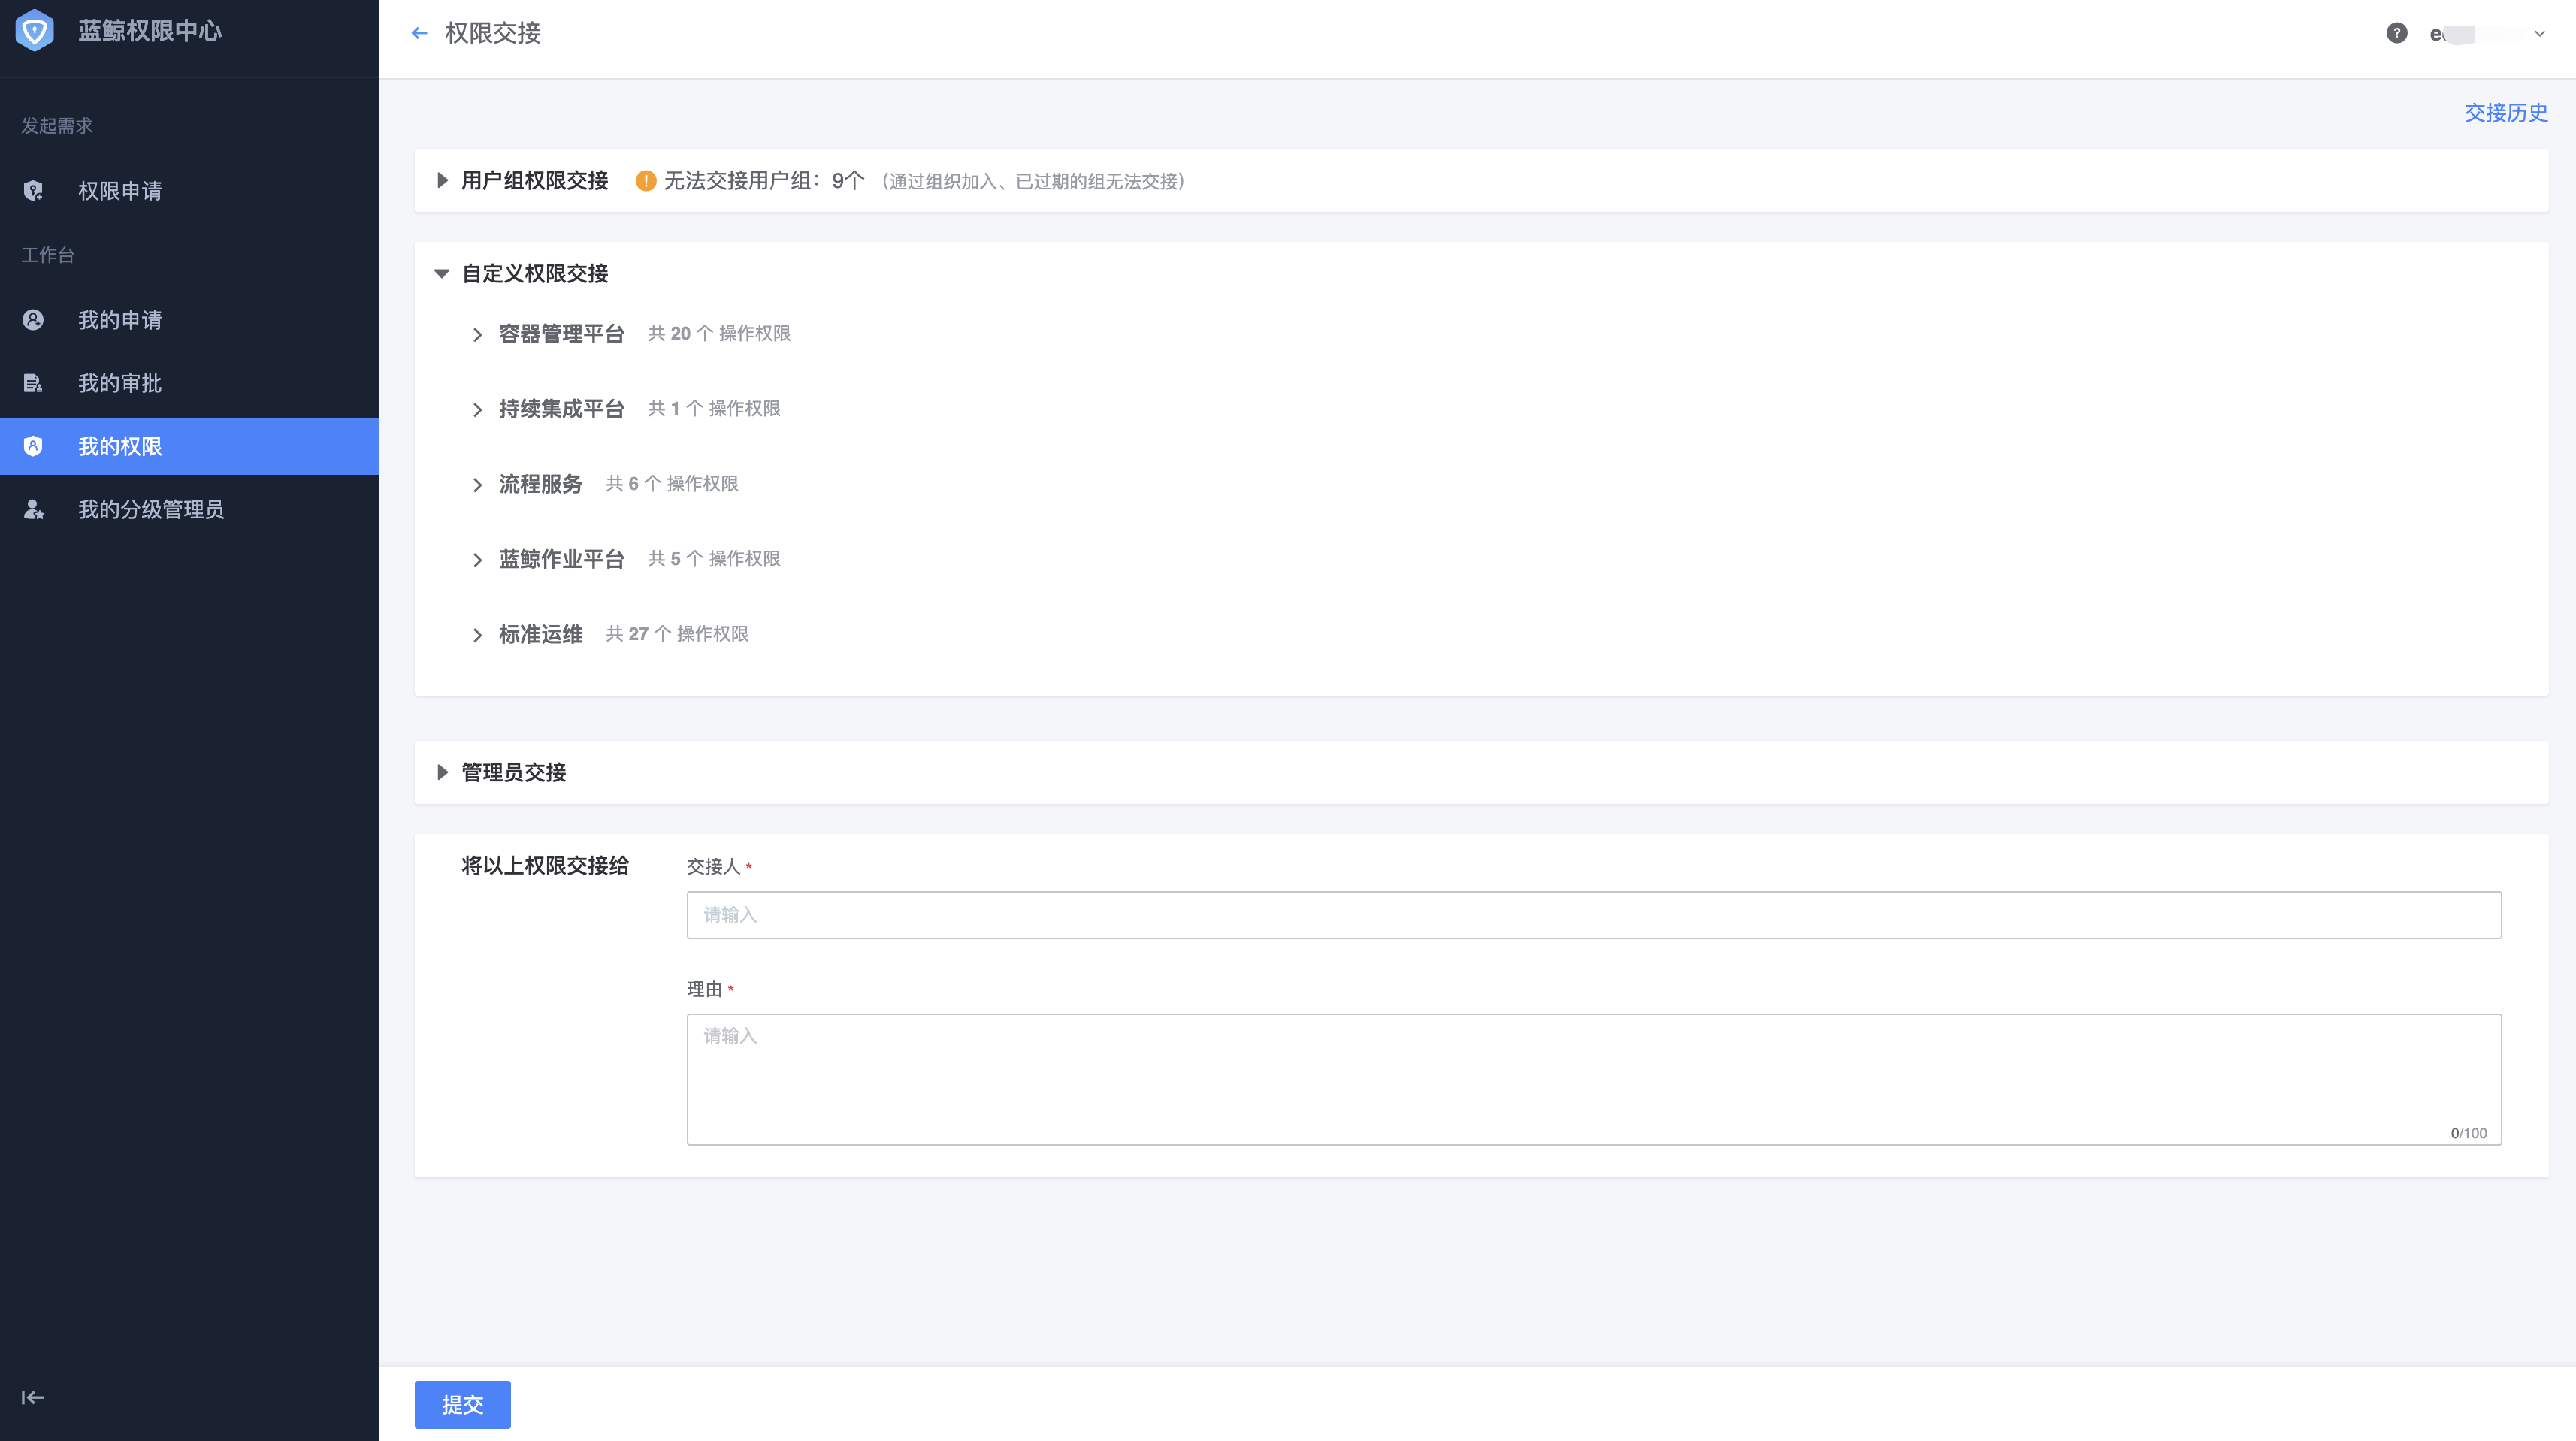 蓝鲸权限中心
发起需求
权限申请
工作台
我的申请
我的审批
我的权限
我的分级管理员
权限交接
交接历史
用户组权限交接 无法交接用户组：9个 （通过组织加入、已过期的组无法交接）
自定义权限交接
容器管理平台 共 20 个 操作权限
持续集成平台 共 1 个 操作权限
流程服务 共 6 个 操作权限
蓝鲸作业平台 共 5 个 操作权限
标准运维 共 27 个 操作权限
管理员交接
将以上权限交接给
交接人 *
请输入
理由 *
请输入
0/100
提交